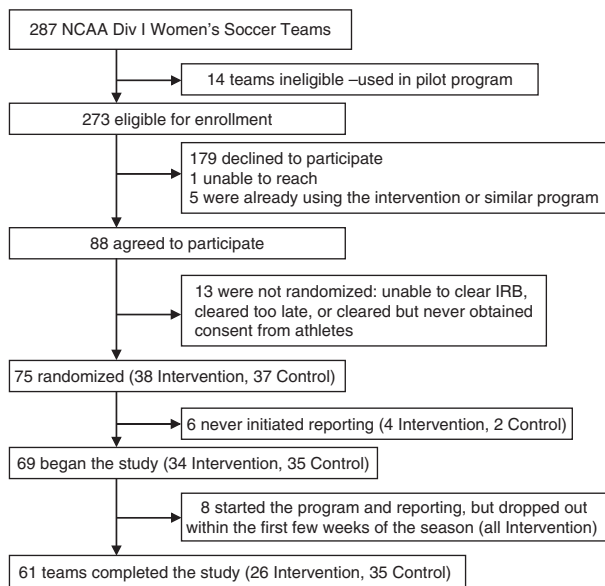 287 NCAA Div I Women's Soccer Teams
14 teams ineligible –used in pilot program
273 eligible for enrollment
179 declined to participate
1 unable to reach
5 were already using the intervention or similar program
88 agreed to participate
13 were not randomized: unable to clear IRB,
cleared too late, or cleared but never obtained
consent from athletes
75 randomized (38 Intervention, 37 Control)
6 never initiated reporting (4 Intervention, 2 Control)
69 began the study (34 Intervention, 35 Control)
8 started the program and reporting, but dropped out
within the first few weeks of the season (all Intervention)
61 teams completed the study (26 Intervention, 35 Control)